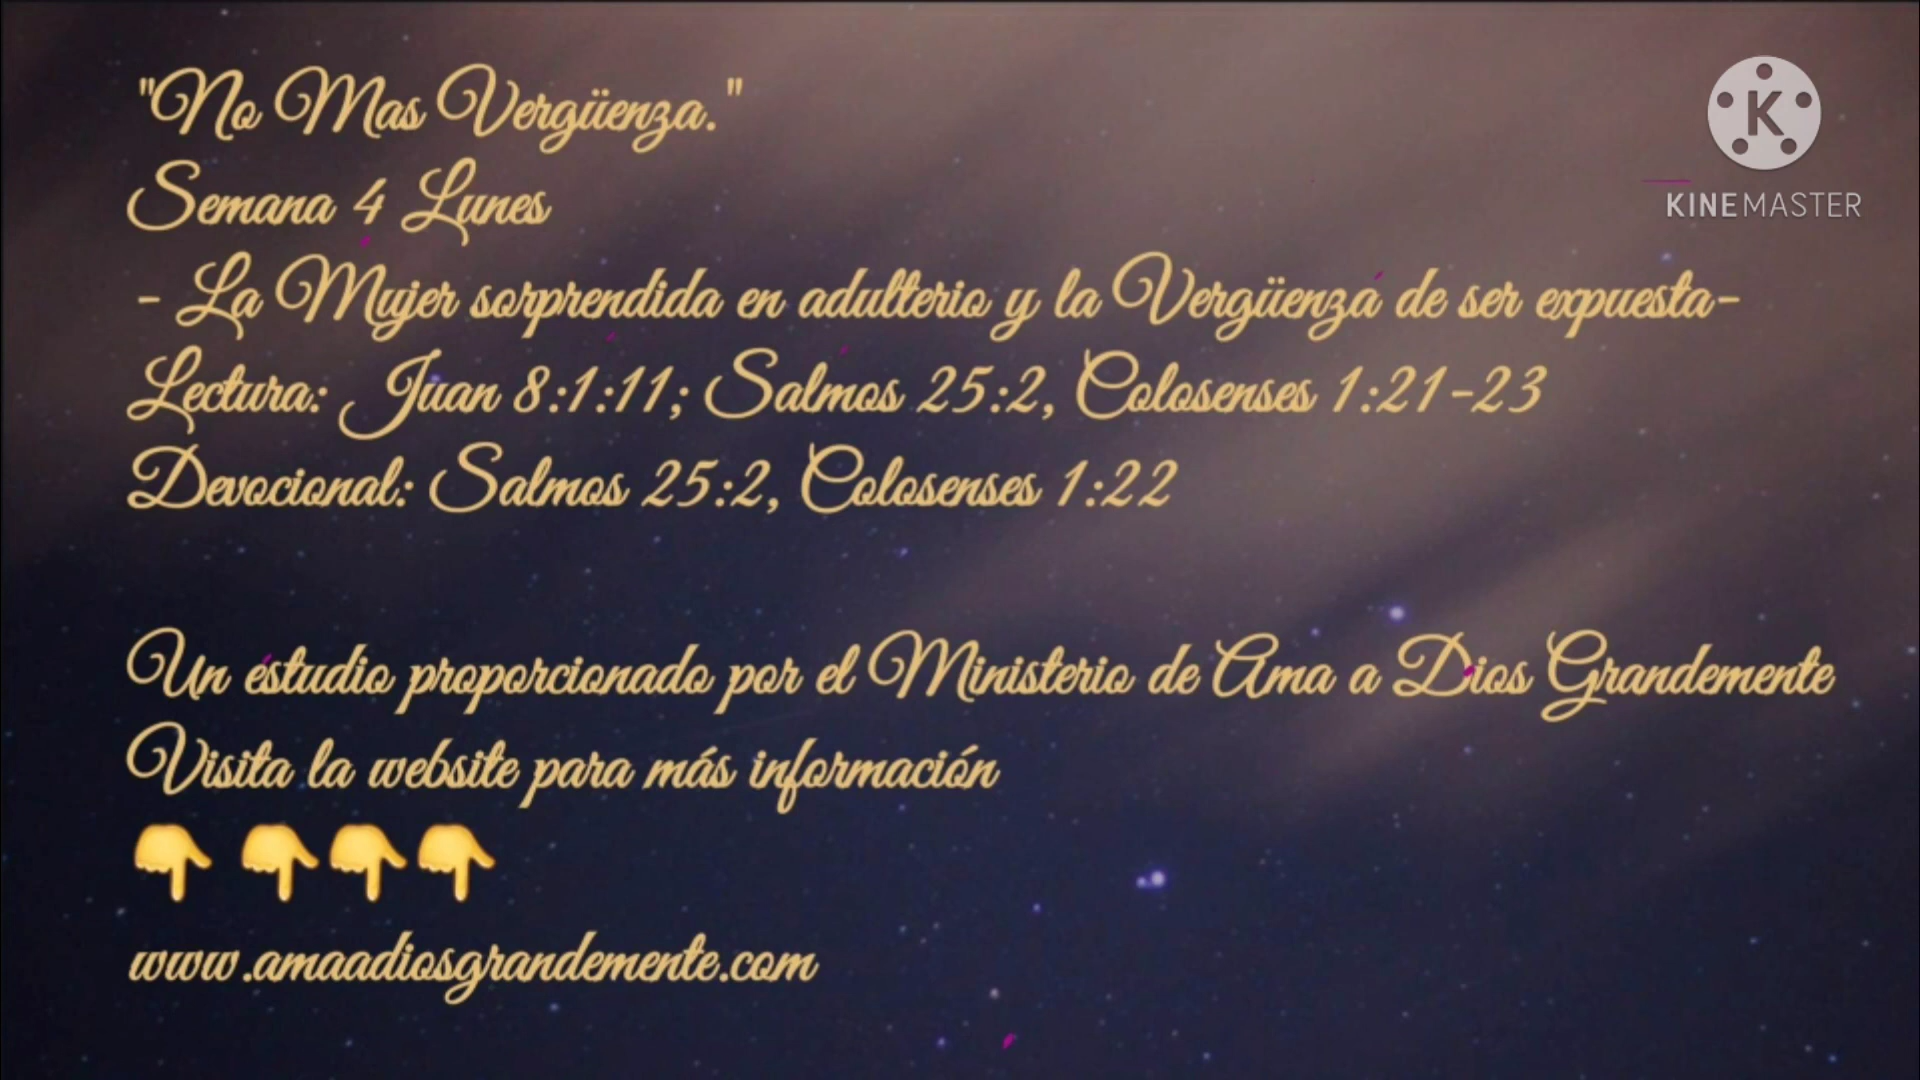 "No Mas Vergüenza."
Semana 4 Lunes
- La Mujer sorprendida en adulterio y la Vergüenza de ser expuesta-
Lectura: Juan 8:1:11; Salmos 25:2, Colosenses 1:21-23
Devocional: Salmos 25:2, Colosenses 1:22
Un estudio proporcionado por el Ministerio de Ama a Dios Grandemente
Visita la website para más información
👇 👇👇👇
www.amaadiosgrandemente.com
K
KINEMASTER